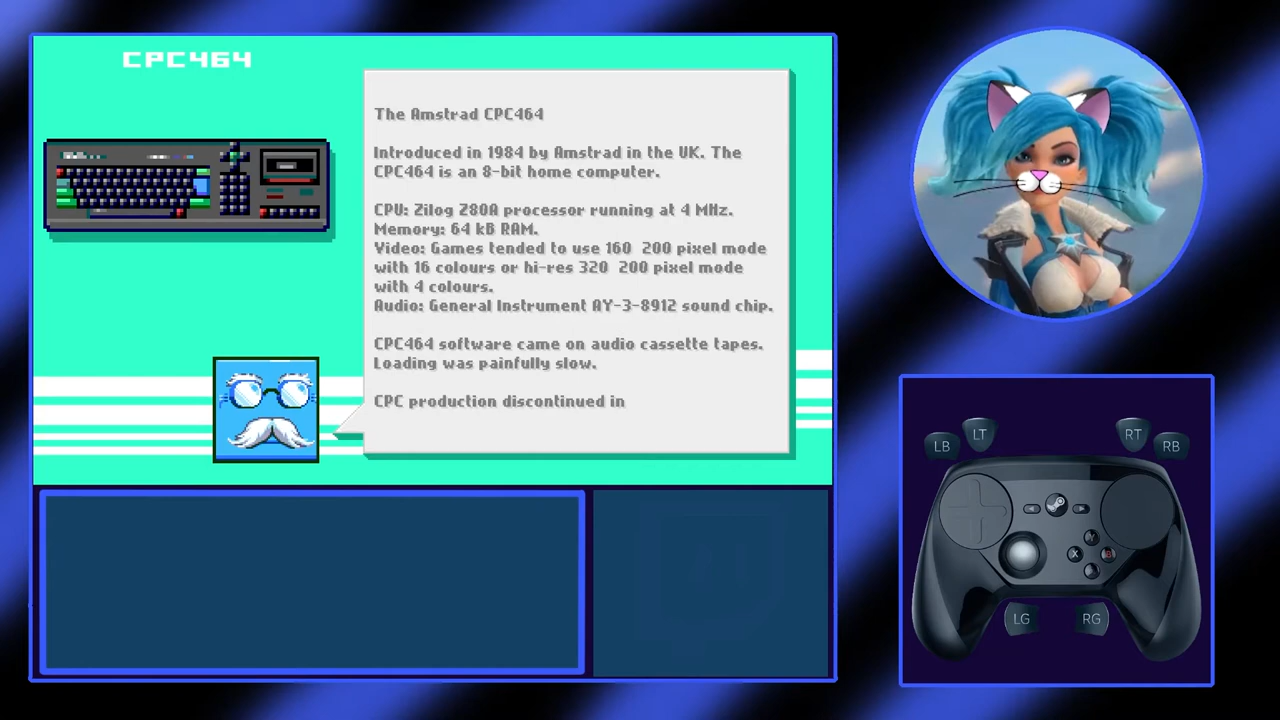 CPC464
The Amstrad CPC464
Introduced in 1984 by Amstrad in the UK. The
CPC464 is an 8-bit home computer.
CPU: Zilog Z80A processor running at 4 MHz.
Memory: 64 kB RAM.
Video: Games tended to use 160 200 pixel mode
with 16 colours or hi-res 320 200 pixel mode
with 4 colours.
Audio: General Instrument AY-3-8912 sound chip.
CPC464 software came on audio cassette tapes.
Loading was painfully slow.
CPC production discontinued in
LT
RT
LB
RB
Y
X
B
LG
RG